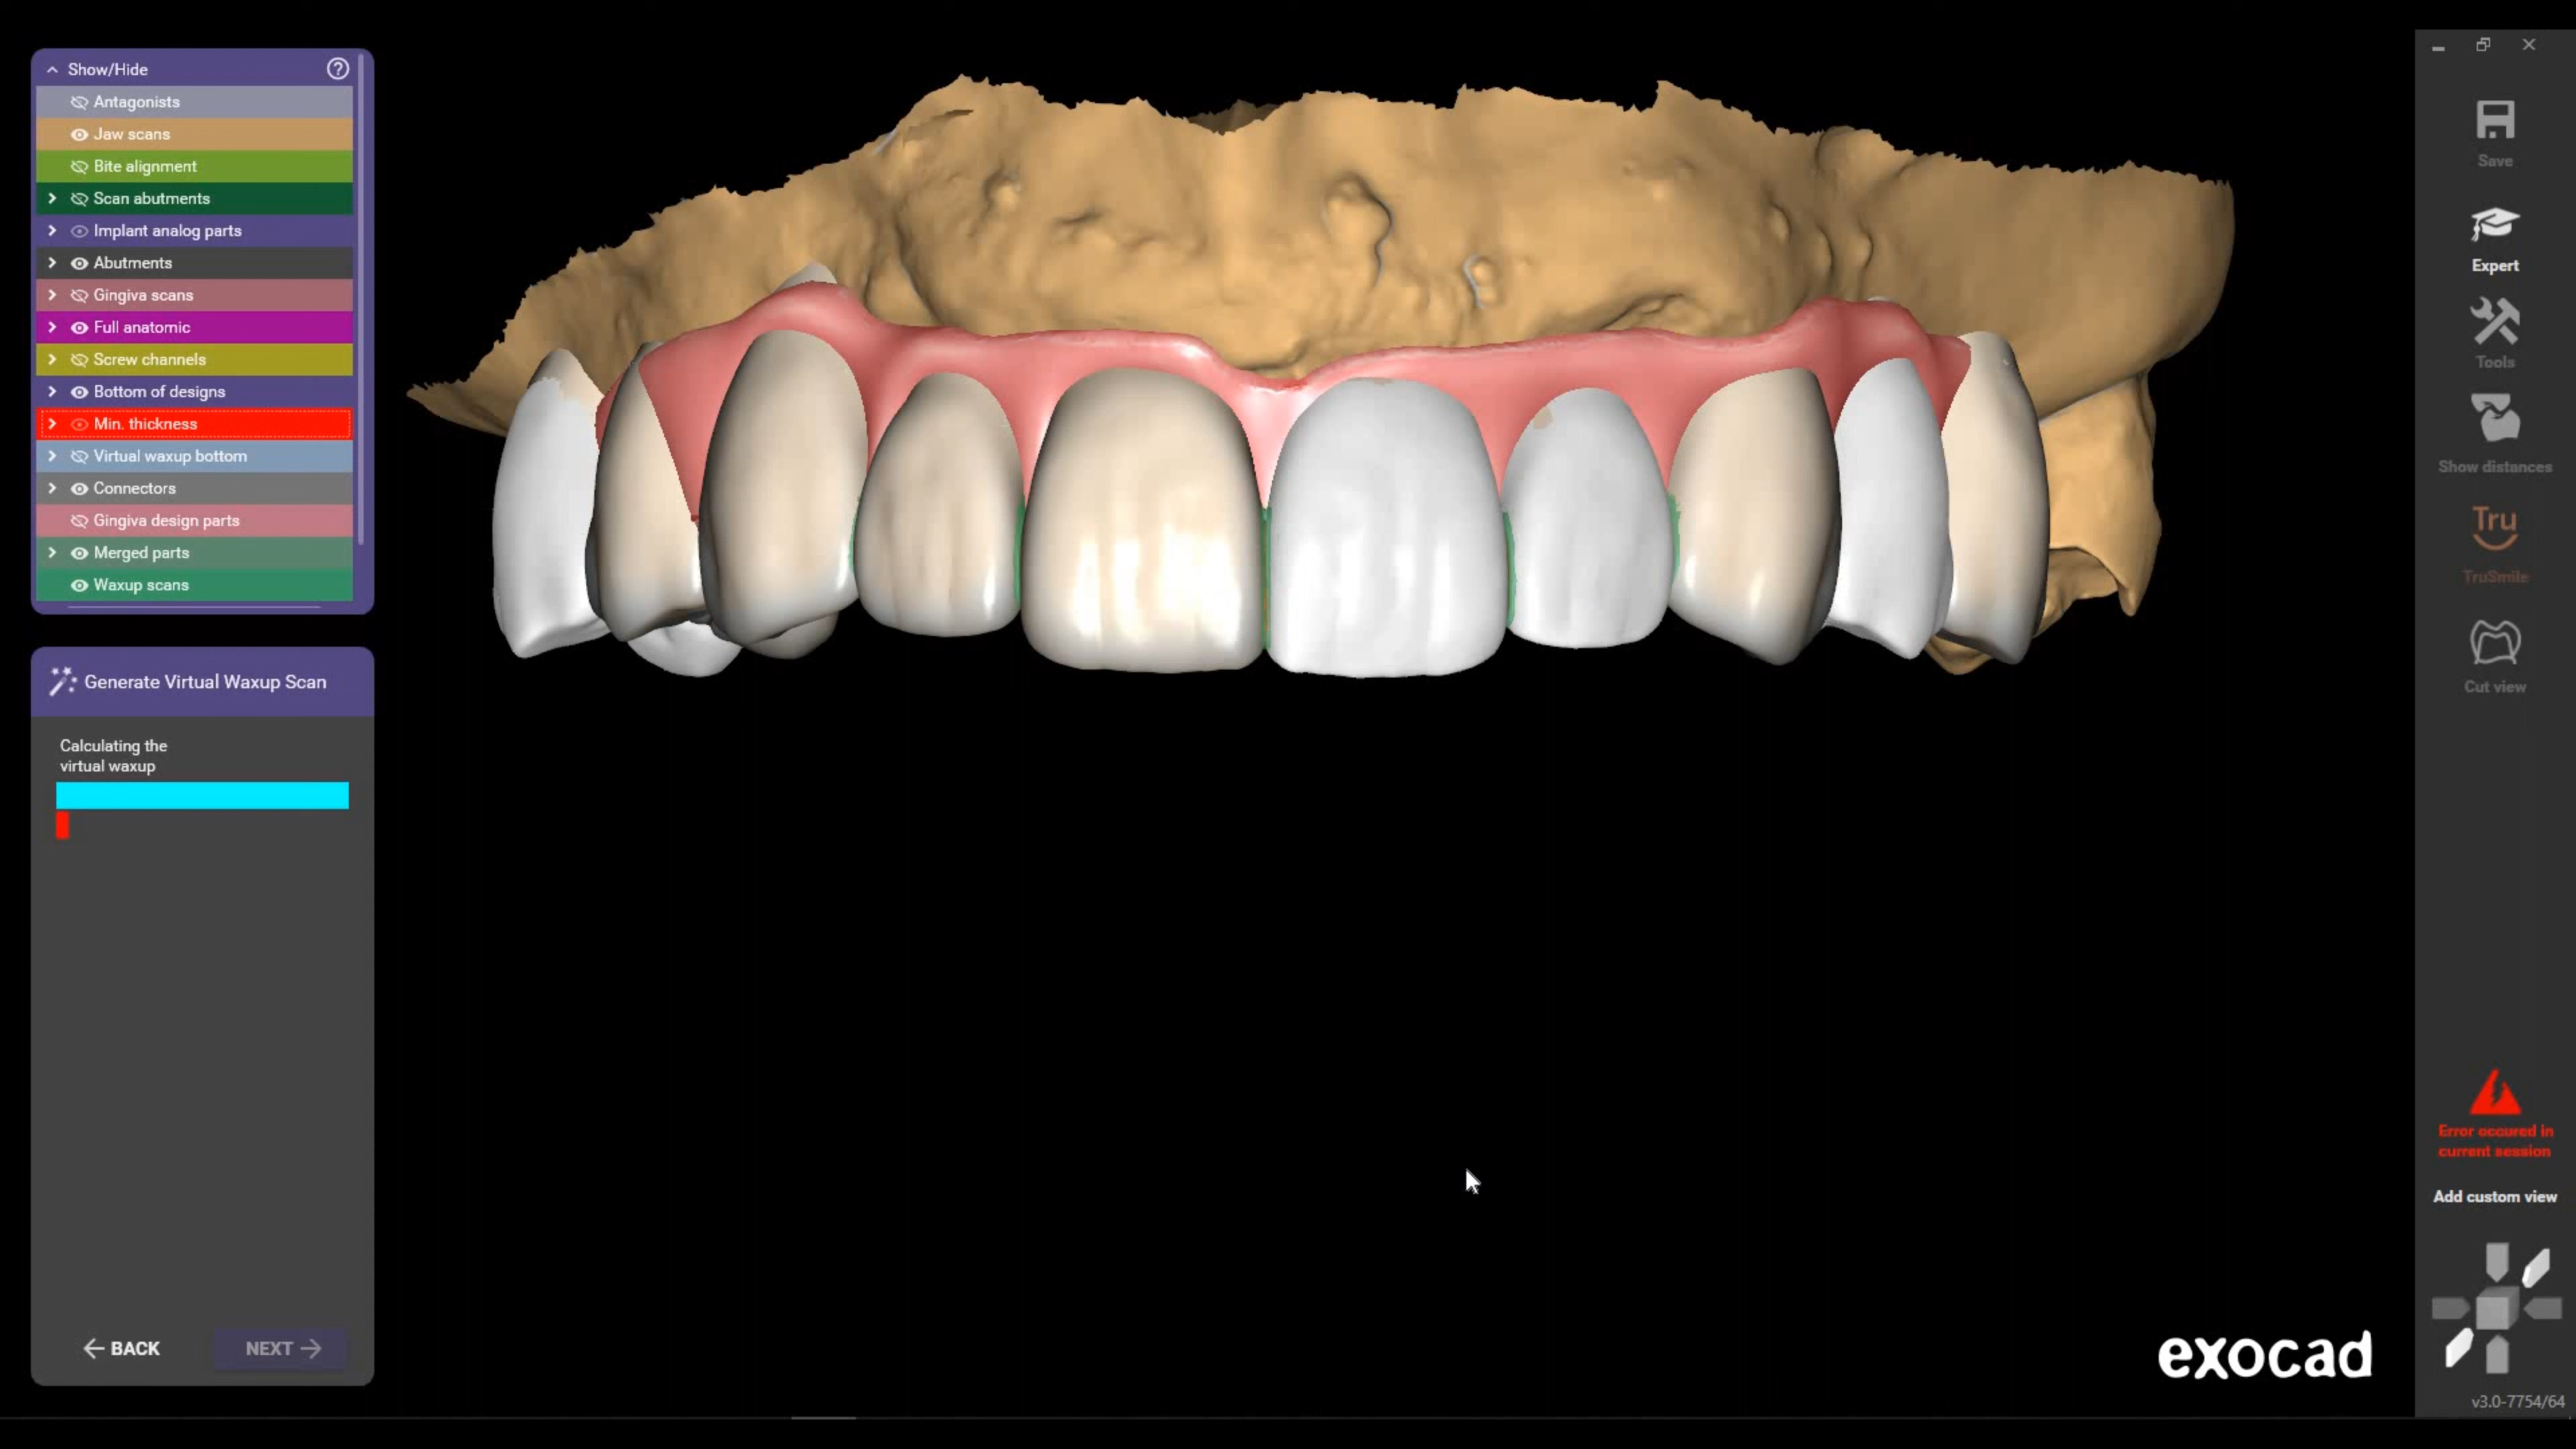 Show/Hide
Antagonists
Jaw scans
Bite alignment
Scan abutments
Implant analog parts
Abutments
Gingiva scans
Full anatomic
Screw channels
Bottom of designs
Min. thickness
Virtual waxup bottom
Connectors
Gingiva design parts
Merged parts
Waxup scans
Generate Virtual Waxup Scan
Calculating the
virtual waxup
BACK
NEXT
Save
Expert
Tools
Show distances
Tru
TruSmile
Cut view
Error occured in
current session
Add custom view
exocad
v3.0-7754/64